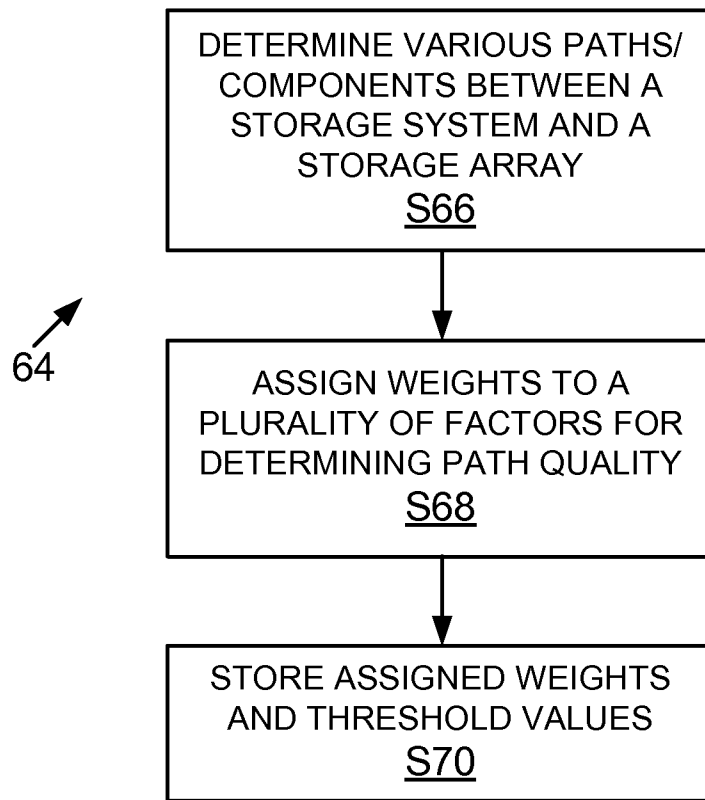 DETERMINE VARIOUS PATHS/
COMPONENTS BETWEEN A
STORAGE SYSTEM AND A
STORAGE ARRAY
S66
64
ASSIGN WEIGHTS TO A
PLURALITY OF FACTORS FOR
DETERMINING PATH QUALITY
S68
STORE ASSIGNED WEIGHTS
AND THRESHOLD VALUES
S70